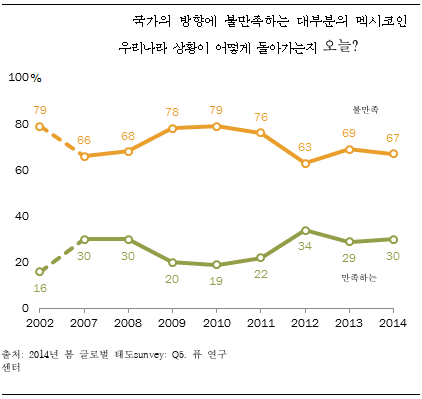 국가의 방향에 불만족하는 대부분의 멕시코인
우리나라 상황이 어떻게 돌아가는지 오늘?
100%
79 66 68 78 79 76 63 69 67
불만족
80
60
40
20
0
16 30 30 20 19 22 34 29 30
만족하는
2002 2007 2008 2009 2010 2011 2012 2013 2014
출처: 2014년 봄 글로벌 태도sunvey: Q5. 퓨 연구
센터